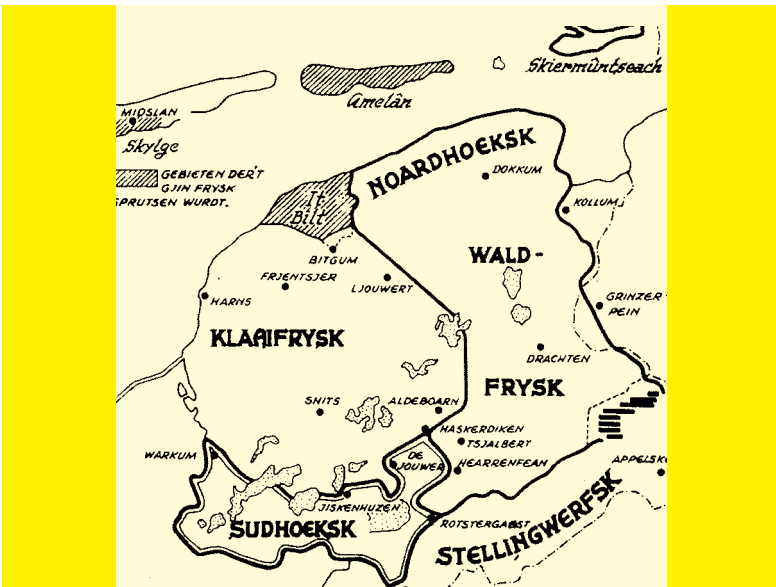 Skiermûntseach
Amelân
MIDSLAN
Skylge
GEBIETEN DER'T
GJIN FRYSK
SPRUTSEN WURDT.
NOARDHOEKSK
DOKKUM
KOLLUM
It
Bilt
BITGUM
WALD-
FRJENTSJER
LJOUWERT
HARNS
GRINZER
PEIN
KLAAIFRYSK
DRACHTEN
FRYSK
SNITS
ALDEBOARN
HASKERDIKEN
TSJALBERT
WARKUM
DE
JOUWER
HEARRENFEAN
APPELSK
JISKENHUZEN
SUDHOEKSK
ROTSTERGAEST
STELLINGWERFSK